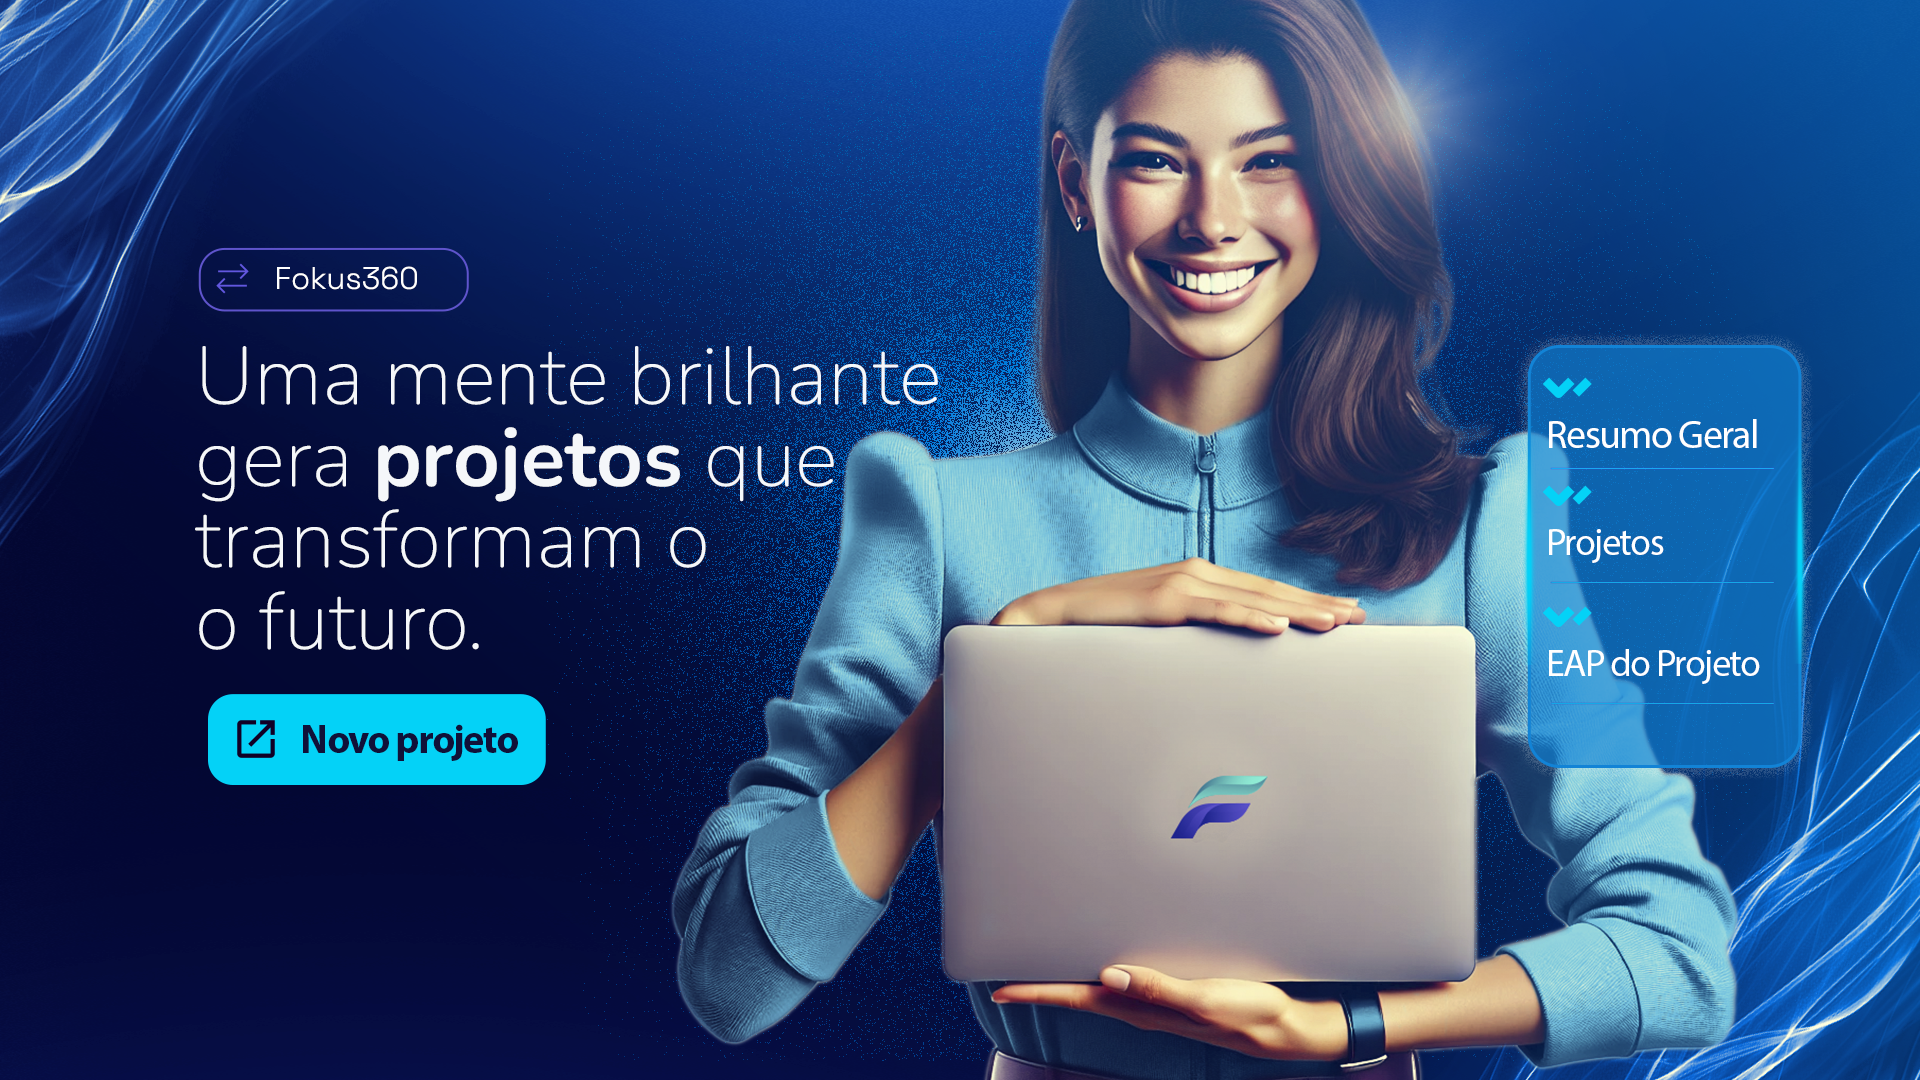 Fokus360
Uma mente brilhante
gera projetos que
transformam o
o futuro.
Novo projeto
Resumo Geral
Projetos
EAP do Projeto